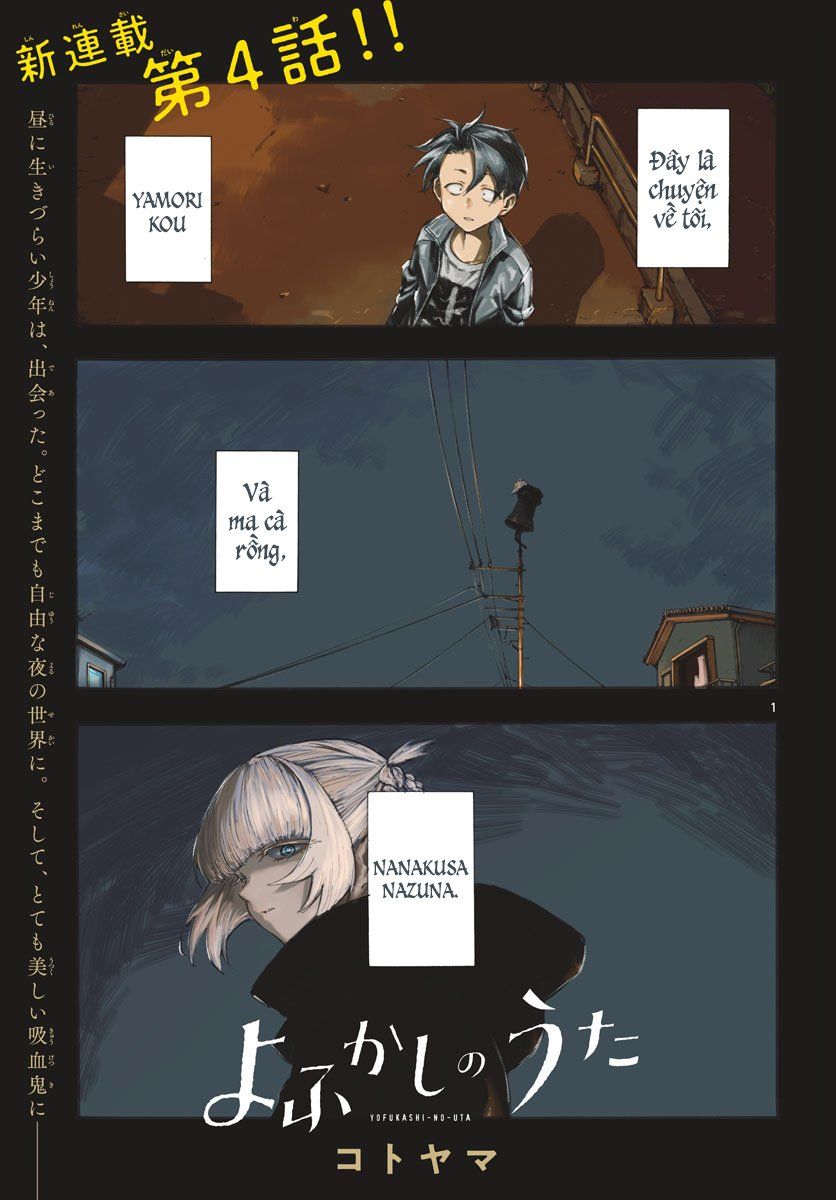 新連載
第4話!!
Đây là
chuyện
về tôi,
YAMORI
KOU
Và
ma cà
rồng,
1
NANAKUSA
NAZUNA.
昼に生きづらい少年は、出会った。どこまでも自由な夜の世界に。そして、とても美しい吸血鬼に――
よふかしのうた
YOFUKASHI-NO-UTA
コトヤマ